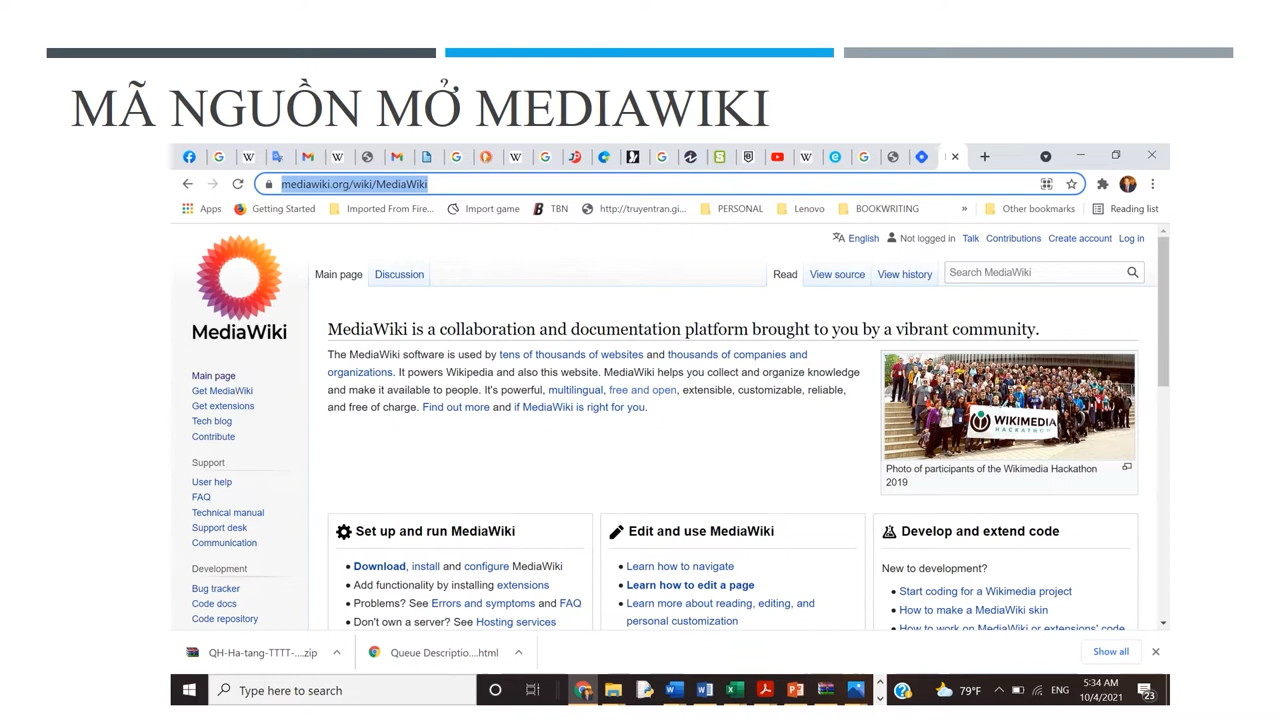 MÃ NGUỒN MỞ MEDIAWIKI
mediawiki.org/wiki/MediaWiki
Apps Getting Started Imported From Fire... Import game TBN http://truyentran.gi... PERSONAL Lenovo BOOKWRITING » Other bookmarks Reading list
English Not logged in Talk Contributions Create account Log in
Main page Discussion Read View source View history Search MediaWiki
MediaWiki
MediaWiki is a collaboration and documentation platform brought to you by a vibrant community.
The MediaWiki software is used by tens of thousands of websites and thousands of companies and
organizations. It powers Wikipedia and also this website. MediaWiki helps you collect and organize knowledge
and make it available to people. It's powerful, multilingual, free and open, extensible, customizable, reliable,
and free of charge. Find out more and if MediaWiki is right for you.
WIKIMEDIA
HACKATHON
Photo of participants of the Wikimedia Hackathon
2019
Main page
Get MediaWiki
Get extensions
Tech blog
Contribute
Support
User help
FAQ
Technical manual
Support desk
Communication
Development
Bug tracker
Code docs
Code repository
Set up and run MediaWiki
• Download, install and configure MediaWiki
• Add functionality by installing extensions
• Problems? See Errors and symptoms and FAQ
• Don't own a server? See Hosting services
Edit and use MediaWiki
• Learn how to navigate
• Learn how to edit a page
• Learn more about reading, editing, and
personal customization
Develop and extend code
New to development?
• Start coding for a Wikimedia project
• How to make a MediaWiki skin
• How to work on MediaWiki or extensions' code
QH-Ha-tang-TTTT-....zip Queue Descriptio....html Show all
Type here to search 79°F ENG 5:34 AM
10/4/2021 23